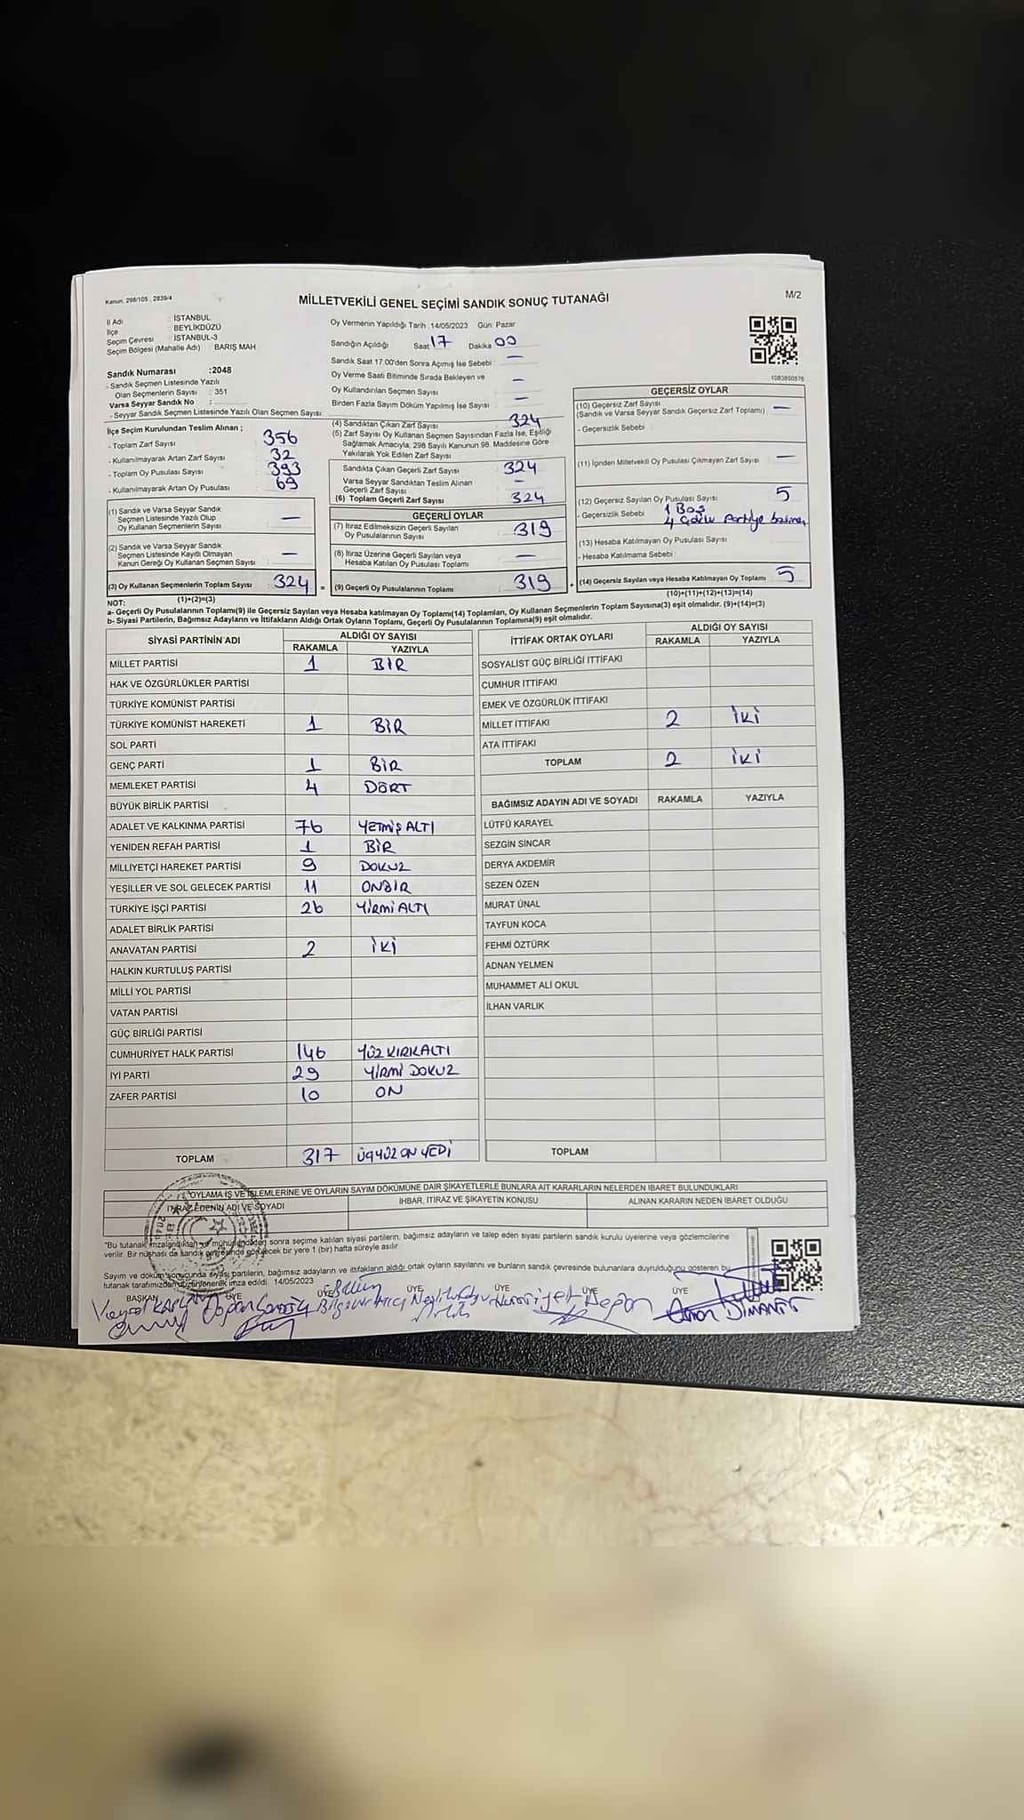 Kanun. 298/105 , 2839/4
MİLLETVEKİLİ GENEL SEÇİMİ SANDIK SONUÇ TUTANAĞI
M/2
İl Adı : İSTANBUL
İlçe : BEYLİKDÜZÜ
Seçim Çevresi : İSTANBUL-3
Seçim Bölgesi (Mahalle Adı) : BARIŞ MAH
Sandık Numarası :2048
- Sandık Seçmen Listesinde Yazılı
Olan Seçmenlerin Sayısı : 351
Varsa Seyyar Sandık No :
- Seyyar Sandık Seçmen Listesinde Yazılı Olan Seçmen Sayısı:
Oy Vermenin Yapıldığı Tarih :14/05/2023 Gün: Pazar
Sandığın Açıldığı Saat 17 Dakika 00
Sandık Saat 17.00'den Sonra Açmış İse Sebebi —
Oy Verme Saati Bitiminde Sırada Bekleyen ve
Oy Kullandırılan Seçmen Sayısı —
Birden Fazla Sayım Döküm Yapılmış İse Sayısı —
1083850576
İlçe Seçim Kurulundan Teslim Alınan ;
- Toplam Zarf Sayısı 356
- Kullanılmayarak Artan Zarf Sayısı 32
- Toplam Oy Pusulası Sayısı 393
- Kullanılmayarak Artan Oy Pusulası 69
(1) Sandık ve Varsa Seyyar Sandık
Seçmen Listesinde Yazılı Olup
Oy Kullanan Seçmenlerin Sayısı —
(2) Sandık ve Varsa Seyyar Sandık
Seçmen Listesinde Kayıtlı Olmayan
Kanun Gereği Oy Kullanan Seçmen Sayısı —
(3) Oy Kullanan Seçmenlerin Toplam Sayısı 324
(1)+(2)=(3)
(4) Sandıktan Çıkan Zarf Sayısı 324
(5) Zarf Sayısı Oy Kullanan Seçmen Sayısından Fazla İse, Eşitliği
Sağlamak Amacıyla, 298 Sayılı Kanunun 98. Maddesine Göre
Yakılarak Yok Edilen Zarf Sayısı
Sandıkta Çıkan Geçerli Zarf Sayısı 324
Varsa Seyyar Sandıktan Teslim Alınan
Geçerli Zarf Sayısı —
(6) Toplam Geçerli Zarf Sayısı 324
GEÇERLİ OYLAR
(7) İtiraz Edilmeksizin Geçerli Sayılan
Oy Pusulalarının Sayısı 319
(8) İtiraz Üzerine Geçerli Sayılan veya
Hesaba Katılan Oy Pusulası Toplamı —
= (9) Geçerli Oy Pusulalarının Toplamı 319
GEÇERSİZ OYLAR
(10) Geçersiz Zarf Sayısı
(Sandık ve Varsa Seyyar Sandık Geçersiz Zarf Toplamı) —
- Geçersizlik Sebebi
(11) İçinden Milletvekili Oy Pusulası Çıkmayan Zarf Sayısı —
(12) Geçersiz Sayılan Oy Pusulası Sayısı 5
- Geçersizlik Sebebi 1 Boş
4 çoklu Partiye
(13) Hesaba Katılmayan Oy Pusulası Sayısı
- Hesaba Katılmama Sebebi
+ (14) Geçersiz Sayılan veya Hesaba Katılmayan Oy Toplamı 5
(10)+(11)+(12)+(13)=(14)
NOT:
a- Geçerli Oy Pusulalarının Toplamı(9) ile Geçersiz Sayılan veya Hesaba katılmayan Oy Toplamı(14) Toplamları, Oy Kullanan Seçmenlerin Toplam Sayısına(3) eşit olmalıdır. (9)+(14)=(3)
b- Siyasi Partilerin, Bağımsız Adayların ve İttifakların Aldığı Ortak Oyların Toplamı, Geçerli Oy Pusulalarının Toplamına(9) eşit olmalıdır.
SİYASİ PARTİNİN ADI ALDIĞI OY SAYISI
RAKAMLA YAZIYLA
MİLLET PARTİSİ 1 BİR
HAK VE ÖZGÜRLÜKLER PARTİSİ
TÜRKİYE KOMÜNİST PARTİSİ
TÜRKİYE KOMÜNİST HAREKETİ 1 BİR
SOL PARTİ
GENÇ PARTİ 1 BİR
MEMLEKET PARTİSİ 4 DÖRT
BÜYÜK BİRLİK PARTİSİ
ADALET VE KALKINMA PARTİSİ 76 YETMİŞ ALTI
YENİDEN REFAH PARTİSİ 1 BİR
MİLLİYETÇİ HAREKET PARTİSİ 9 DOKUZ
YEŞİLLER VE SOL GELECEK PARTİSİ 11 ONBİR
TÜRKİYE İŞÇİ PARTİSİ 26 YİRMİ ALTI
ADALET BİRLİK PARTİSİ
ANAVATAN PARTİSİ 2 İKİ
HALKIN KURTULUŞ PARTİSİ
MİLLİ YOL PARTİSİ
VATAN PARTİSİ
GÜÇ BİRLİĞİ PARTİSİ
CUMHURİYET HALK PARTİSİ 146 YÜZ KIRKALTI
İYİ PARTİ 29 YİRMİ DOKUZ
ZAFER PARTİSİ 10 ON
TOPLAM 317 ÜÇYÜZ ON YEDİ
İTTİFAK ORTAK OYLARI ALDIĞI OY SAYISI
RAKAMLA YAZIYLA
SOSYALİST GÜÇ BİRLİĞİ İTTİFAKI
CUMHUR İTTİFAKI
EMEK VE ÖZGÜRLÜK İTTİFAKI
MİLLET İTTİFAKI 2 İKİ
ATA İTTİFAKI
TOPLAM 2 İKİ
BAĞIMSIZ ADAYIN ADI VE SOYADI RAKAMLA YAZIYLA
LÜTFÜ KARAYEL
SEZGİN SİNCAR
DERYA AKDEMİR
SEZEN ÖZEN
MURAT ÜNAL
TAYFUN KOCA
FEHMİ ÖZTÜRK
ADNAN YELMEN
MUHAMMET ALİ OKUL
İLHAN VARLIK
TOPLAM
OYLAMA İŞ VE İŞLEMLERİNE VE OYLARIN SAYIM DÖKÜMÜNE DAİR ŞİKAYETLERLE BUNLARA AİT KARARLARIN NELERDEN İBARET BULUNDUKLARI
İTİRAZ EDENİN ADI VE SOYADI İHBAR, İTİRAZ VE ŞİKAYETİN KONUSU ALINAN KARARIN NEDEN İBARET OLDUĞU
"Bu tutanak imzalandıktan ve mühürlendikten sonra seçime katılan siyasi partilerin, bağımsız adayların ve talep eden siyasi partilerin sandık kurulu üyelerine veya gözlemcilerine
verilir. Bir nüshası da sandık çevresinde görülecek bir yere 1 (bir) hafta süreyle asılır
Sayım ve döküm sonucunda siyasi partilerin, bağımsız adayların ve ittifakların aldığı ortak oyların sayılarını ve bunların sandık çevresinde bulunanlara duyurulduğunu gösteren bu
tutanak tarafımızdan düzenlenerek imza edildi. 14/05/2023
BAŞKAN ÜYE ÜYE ÜYE ÜYE ÜYE ÜYE